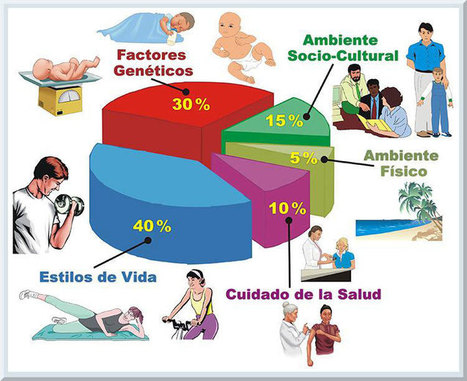 Factores
Genéticos
30%
Ambiente
Socio-Cultural
15%
5%
Ambiente
Físico
10%
40%
Estilos de Vida
Cuidado de la Salud